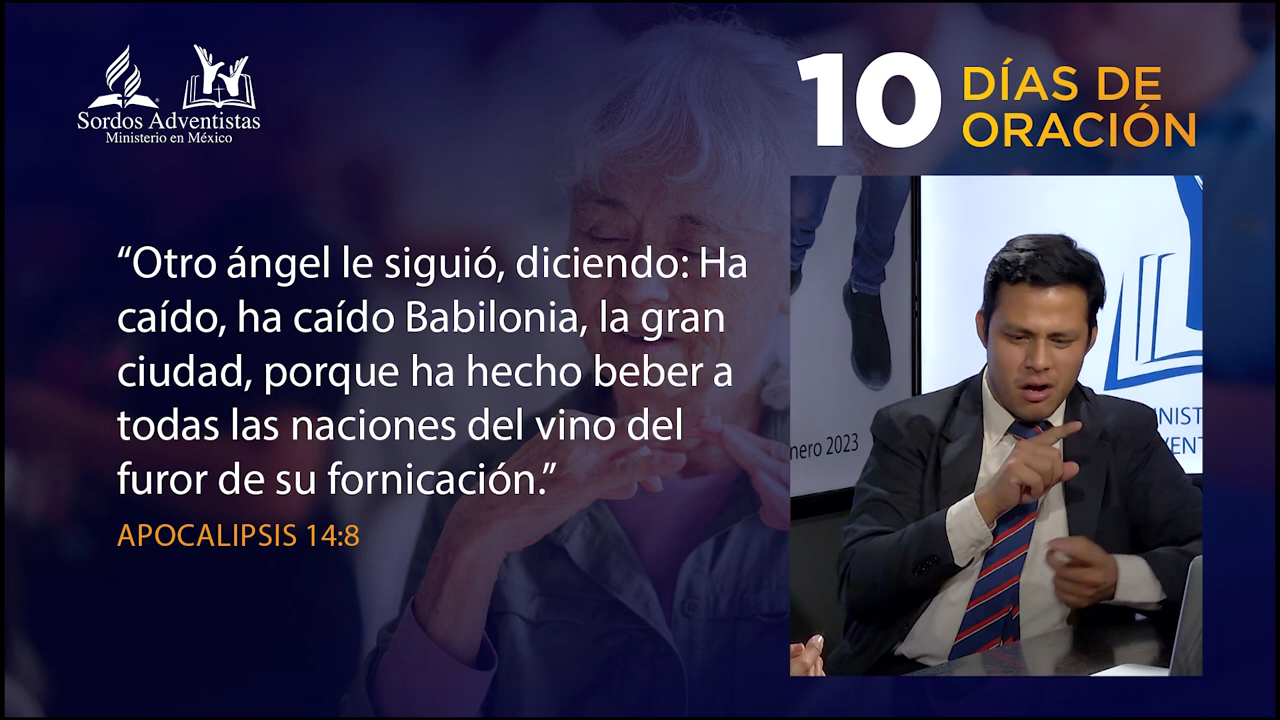 Sordos Adventistas
Ministerio en México
10 DÍAS DE
ORACIÓN
“Otro ángel le siguió, diciendo: Ha
caído, ha caído Babilonia, la gran
ciudad, porque ha hecho beber a
todas las naciones del vino del
furor de su fornicación.”
APOCALIPSIS 14:8
nero 2023
INIST
VENT